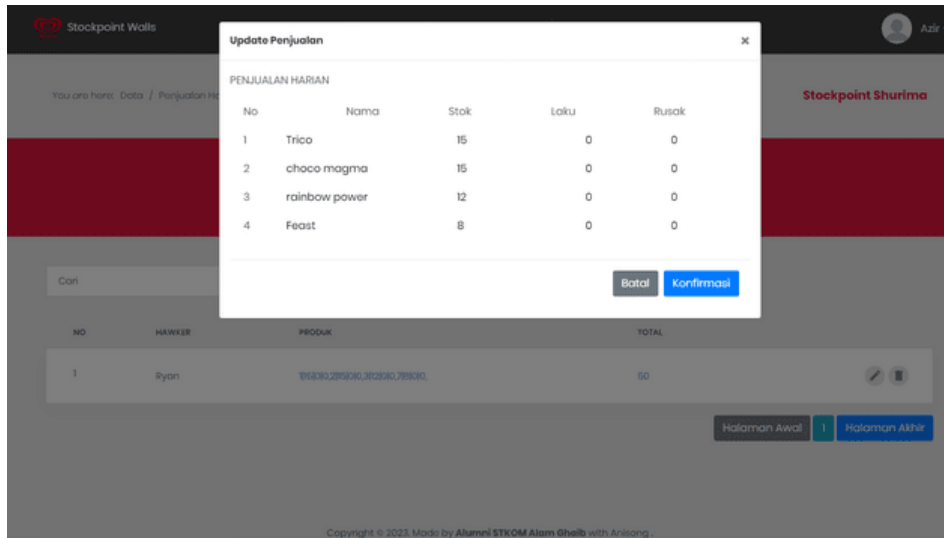 Stockpoint Walls
Azir
Update Penjualan ×
You are here: Data / Penjualan Ha
Stockpoint Shurima
PENJUALAN HARIAN
No Nama Stok Laku Rusak
1 Trico 15 0 0
2 choco magma 15 0 0
3 rainbow power 12 0 0
4 Feast 8 0 0
Batal Konfirmasi
Cari
NO HAWKER PRODUK TOTAL
1 Ryan 50
Halaman Awal 1 Halaman Akhir
Copyright © 2023. Made by Alumni STKOM Alam Ghaib with Anisong .